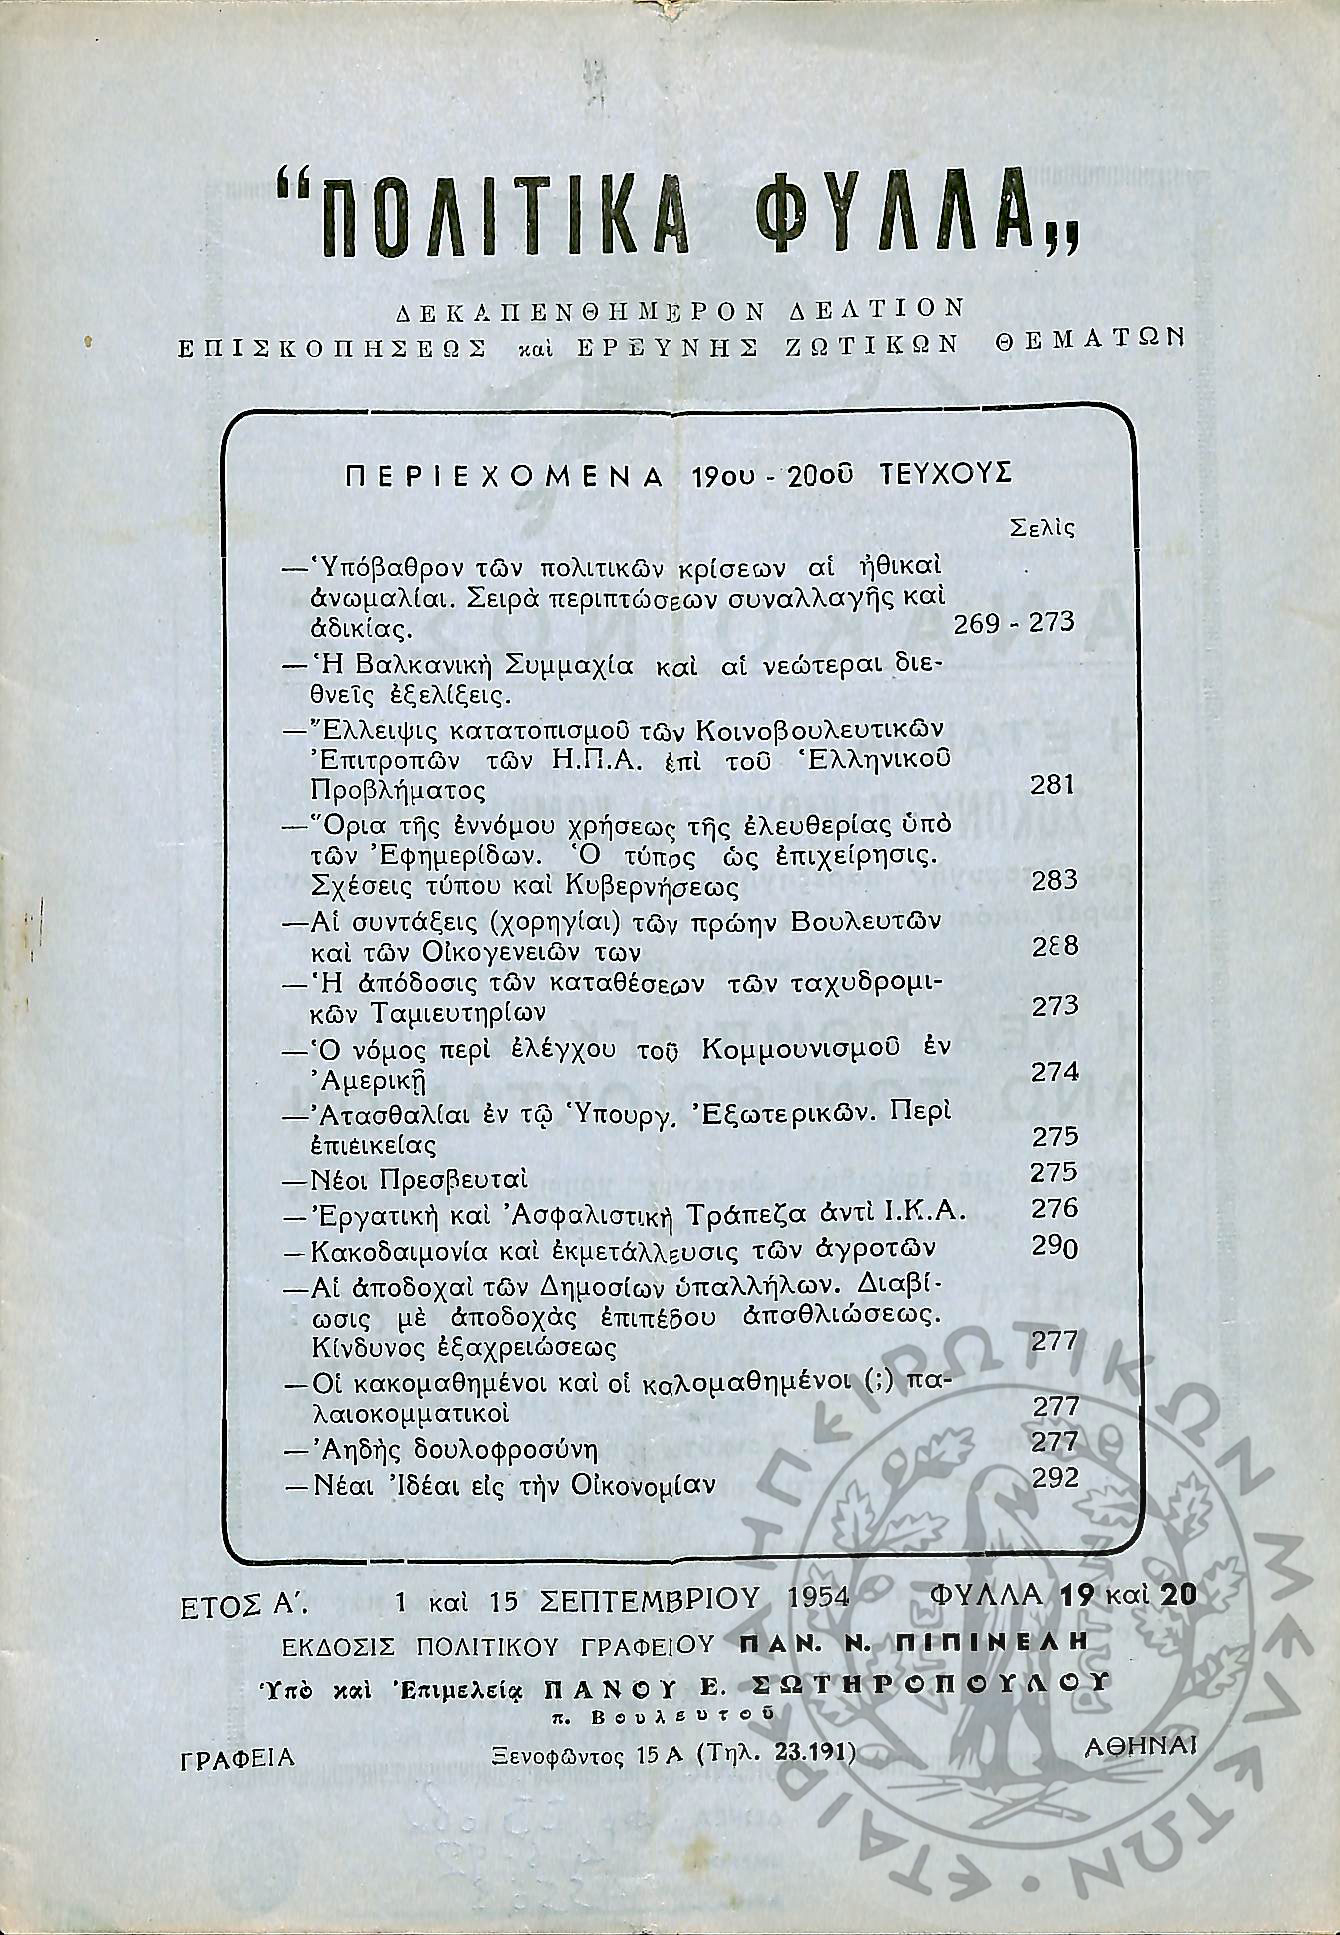 “ΠΟΛΙΤΙΚΑ ΦΥΛΛΑ„
ΔΕΚΑΠΕΝΘΗΜΕΡΟΝ ΔΕΛΤΙΟΝ
ΕΠΙΣΚΟΠΗΣΕΩΣ καὶ ΕΡΕΥΝΗΣ ΖΩΤΙΚΩΝ ΘΕΜΑΤΩΝ
ΠΕΡΙΕΧΟΜΕΝΑ 19ου - 20οῦ ΤΕΥΧΟΥΣ
Σελὶς
—Ὑπόβαθρον τῶν πολιτικῶν κρίσεων αἱ ἠθικαὶ
ἀνωμαλίαι. Σειρὰ περιπτώσεων συναλλαγῆς καὶ
ἀδικίας. 269 - 273
—Ἡ Βαλκανικὴ Συμμαχία καὶ αἱ νεώτεραι διε-
θνεῖς ἐξελίξεις.
—Ἔλλειψις κατατοπισμοῦ τῶν Κοινοβουλευτικῶν
Ἐπιτροπῶν τῶν Η.Π.Α. ἐπὶ τοῦ Ἑλληνικοῦ
Προβλήματος 281
—Ὅρια τῆς ἐννόμου χρήσεως τῆς ἐλευθερίας ὑπὸ
τῶν Ἐφημερίδων. Ὁ τύπος ὡς ἐπιχείρησις.
Σχέσεις τύπου καὶ Κυβερνήσεως 283
—Αἱ συντάξεις (χορηγίαι) τῶν πρώην Βουλευτῶν
καὶ τῶν Οἰκογενειῶν των 288
—Ἡ ἀπόδοσις τῶν καταθέσεων τῶν ταχυδρομι-
κῶν Ταμιευτηρίων 273
—Ὁ νόμος περὶ ἐλέγχου τοῦ Κομμουνισμοῦ ἐν
Ἀμερικῇ 274
—Ἀτασθαλίαι ἐν τῷ Ὑπουργ. Ἐξωτερικῶν. Περὶ
ἐπιεικείας 275
—Νέοι Πρεσβευταὶ 275
—Ἐργατικὴ καὶ Ἀσφαλιστικὴ Τράπεζα ἀντὶ Ι.Κ.Α. 276
—Κακοδαιμονία καὶ ἐκμετάλλευσις τῶν ἀγροτῶν 290
—Αἱ ἀποδοχαὶ τῶν Δημοσίων ὑπαλλήλων. Διαβί-
ωσις μὲ ἀποδοχὰς ἐπιπέδου ἀπαθλιώσεως.
Κίνδυνος ἐξαχρειώσεως 277
—Οἱ κακομαθημένοι καὶ οἱ καλομαθημένοι (;) πα-
λαιοκομματικοὶ 277
—Ἀηδὴς δουλοφροσύνη 277
—Νέαι Ἰδέαι εἰς τὴν Οἰκονομίαν 292
ΕΤΟΣ Α΄. 1 καὶ 15 ΣΕΠΤΕΜΒΡΙΟΥ 1954 ΦΥΛΛΑ 19 καὶ 20
ΕΚΔΟΣΙΣ ΠΟΛΙΤΙΚΟΥ ΓΡΑΦΕΙΟΥ ΠΑΝ. Ν. ΠΙΠΙΝΕΛΗ
Ὑπὸ καὶ Ἐπιμελείᾳ ΠΑΝΟΥ Ε. ΣΩΤΗΡΟΠΟΥΛΟΥ
π. Βουλευτοῦ
ΓΡΑΦΕΙΑ Ξενοφῶντος 15Α (Τηλ. 23.191) ΑΘΗΝΑΙ
ΕΤΑΙΡΕΙΑ ΗΠΕΙΡΩΤΙΚΩΝ ΜΕΛΕΤΩΝ
ΑΠΕΙ ΡΩΤΑΝ